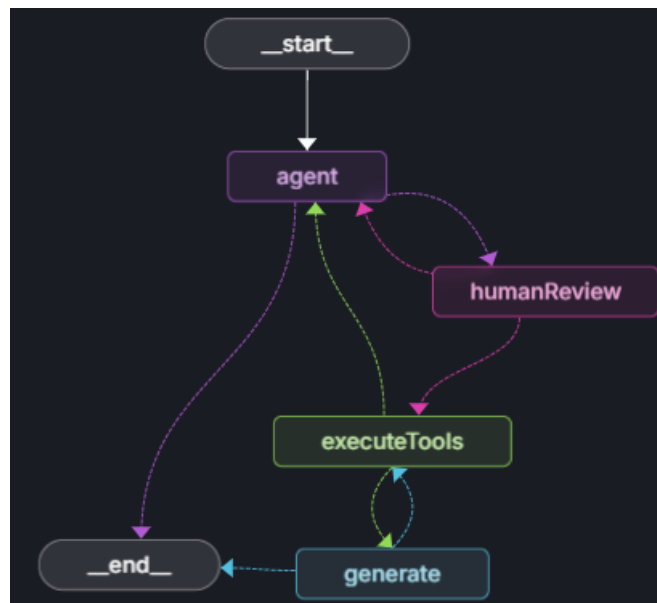 __start__
agent
humanReview
executeTools
__end__
generate